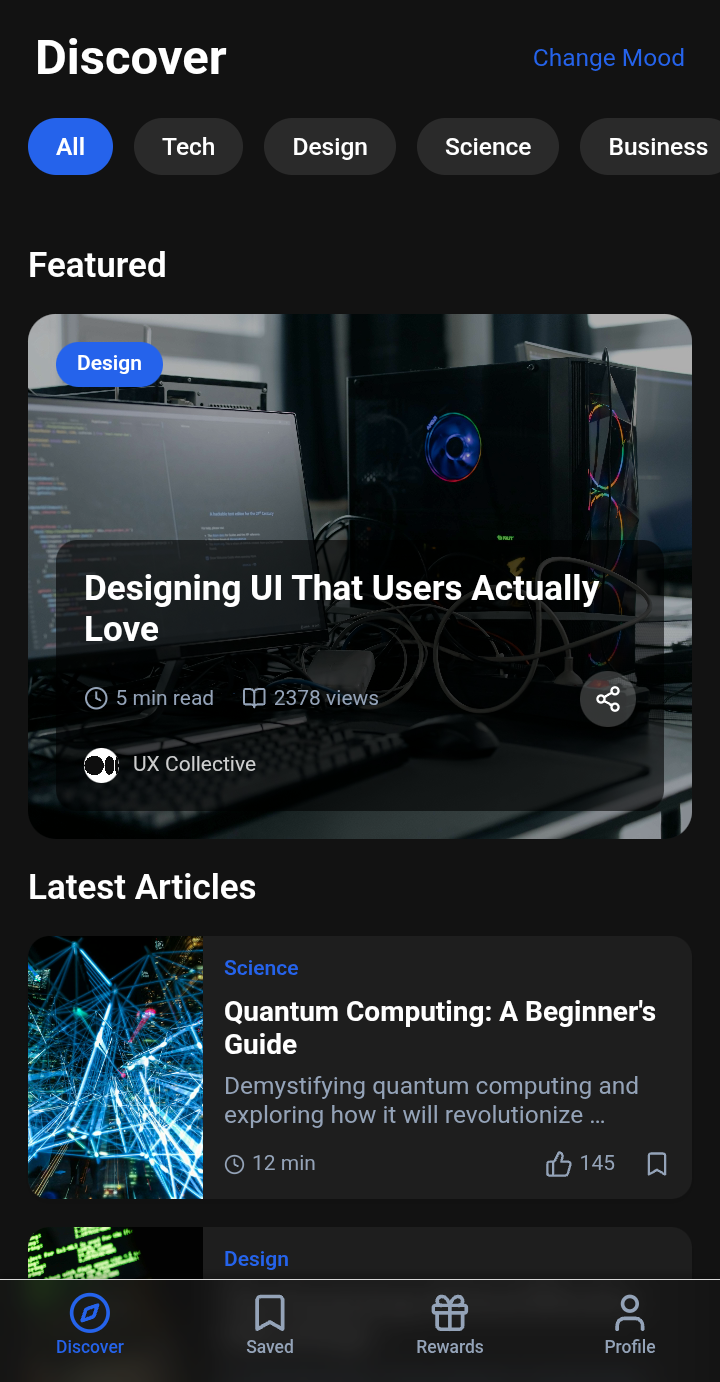 Discover
Change Mood
All
Tech
Design
Science
Business
Featured
Design
Designing UI That Users Actually
Love
5 min read
2378 views
UX Collective
Latest Articles
Science
Quantum Computing: A Beginner's
Guide
Demystifying quantum computing and
exploring how it will revolutionize …
12 min
145
Design
Discover
Saved
Rewards
Profile